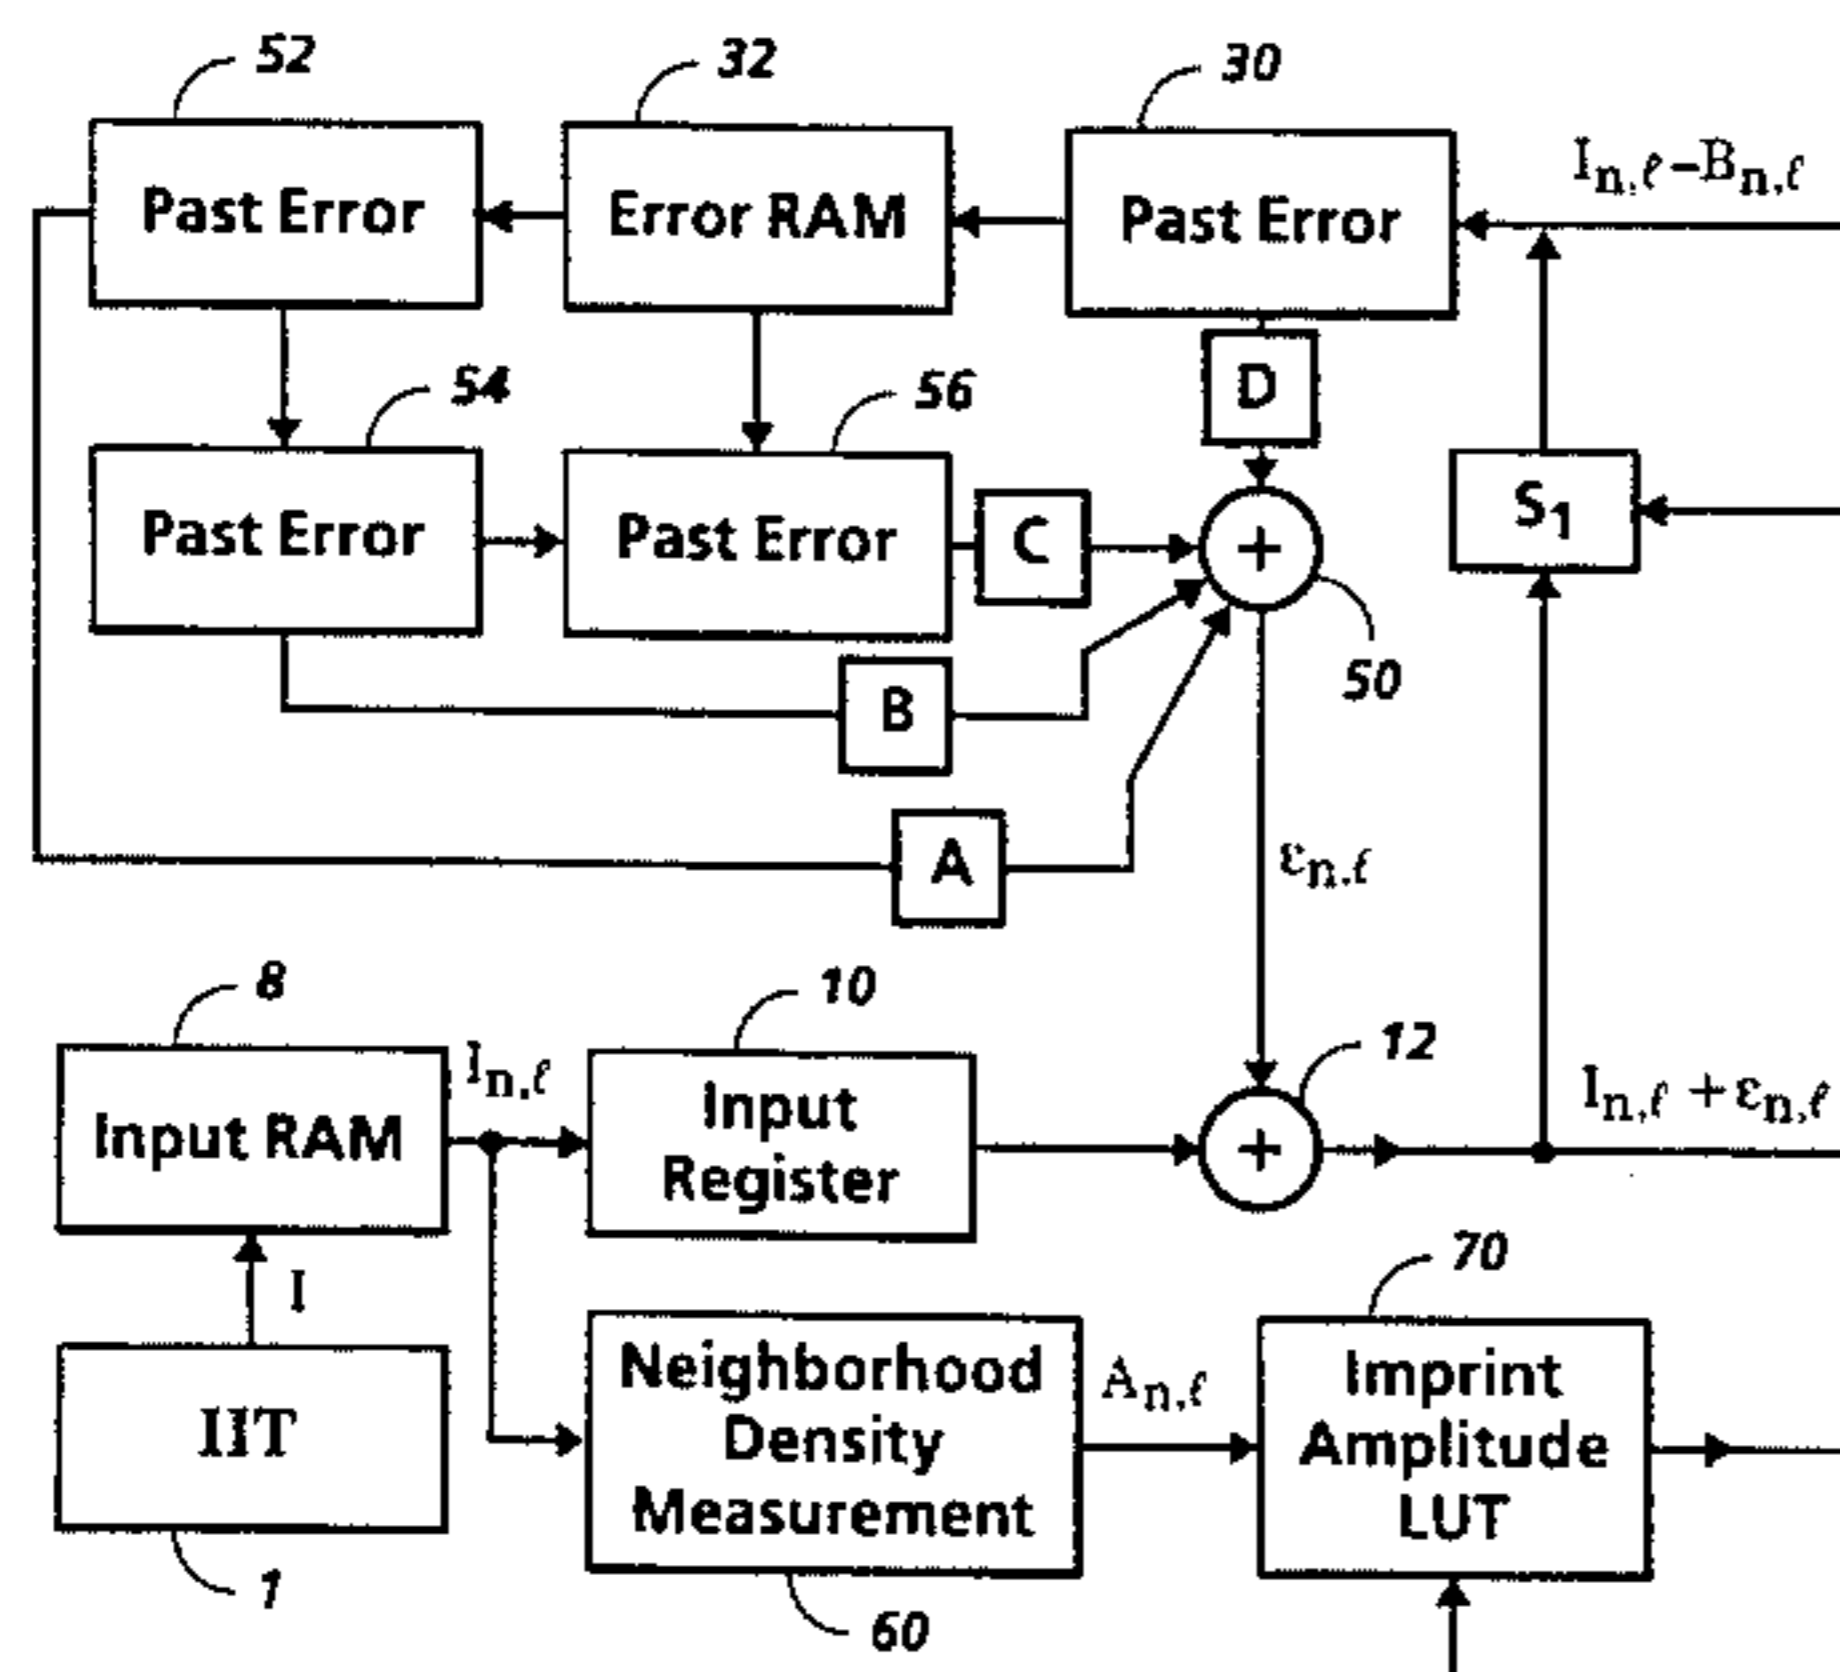 52
32
30
Past Error
Error RAM
Past Error
Iₙ,ℓ–Bₙ,ℓ
54
56
D
Past Error
Past Error
C
+
S₁
50
B
A
εₙ,ℓ
8
10
12
Input RAM
Iₙ,ℓ
Input
Register
+
Iₙ,ℓ + εₙ,ℓ
I
70
IIT
Neighborhood
Density
Measurement
Aₙ,ℓ
Imprint
Amplitude
LUT
1
60